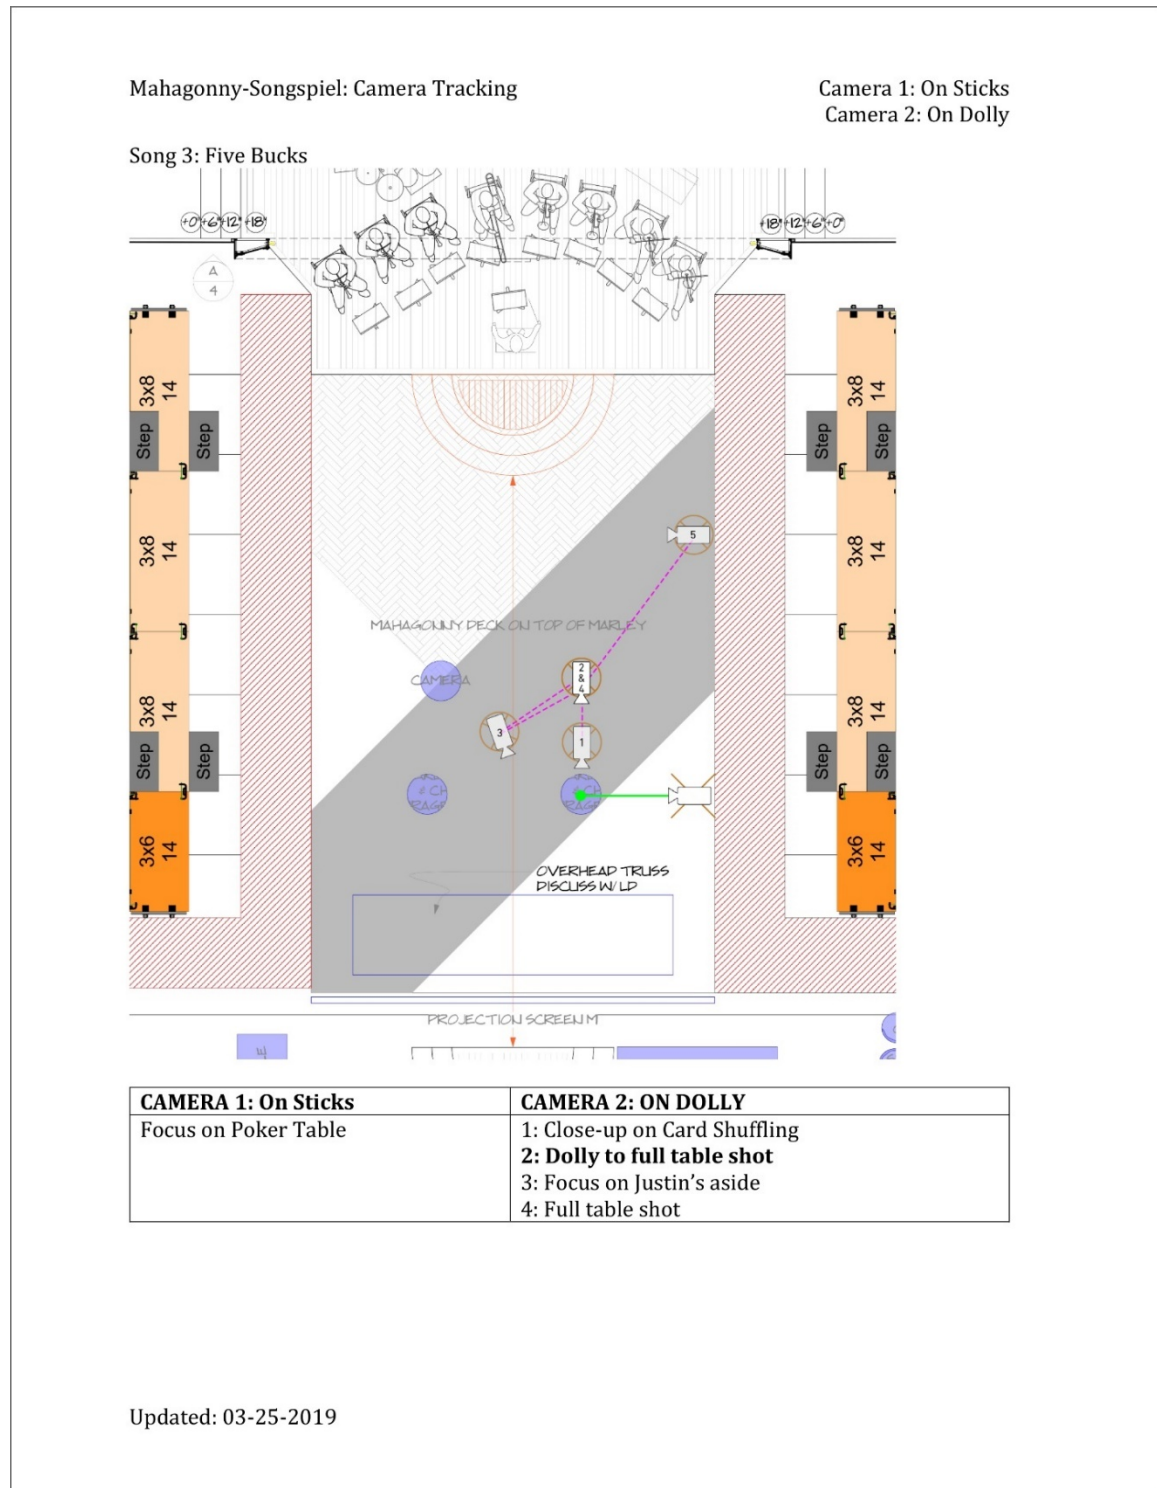 Mahagonny-Songspiel: Camera Tracking
Camera 1: On Sticks
Camera 2: On Dolly
Song 3: Five Bucks
+0" +6" +12" +18"
+18" +12" +6" +0"
A
4
3x8
14
Step
Step
3x8
14
3x8
14
Step
Step
3x6
14
3x8
14
Step
Step
3x8
14
3x8
14
Step
Step
3x6
14
5
MAHAGONNY DECK ON TOP OF MARLEY
CAMERA
2
&
4
3
1
OVERHEAD TRUSS
DISCUSS W/ LD
PROJECTION SCREEN M
CAMERA 1: On Sticks
CAMERA 2: ON DOLLY
Focus on Poker Table
1: Close-up on Card Shuffling
2: Dolly to full table shot
3: Focus on Justin's aside
4: Full table shot
Updated: 03-25-2019